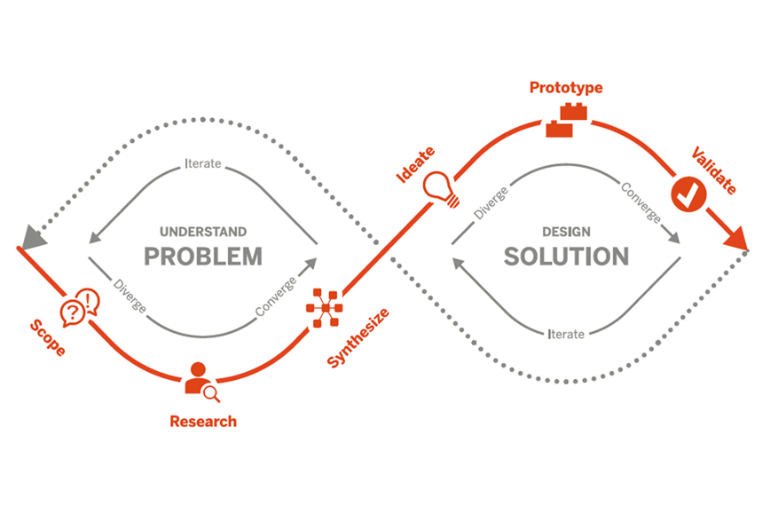 Prototype
Ideate
Validate
Iterate
Diverge
Converge
UNDERSTAND
PROBLEM
DESIGN
SOLUTION
Diverge
Converge
Iterate
Scope
Synthesize
Research
?
!